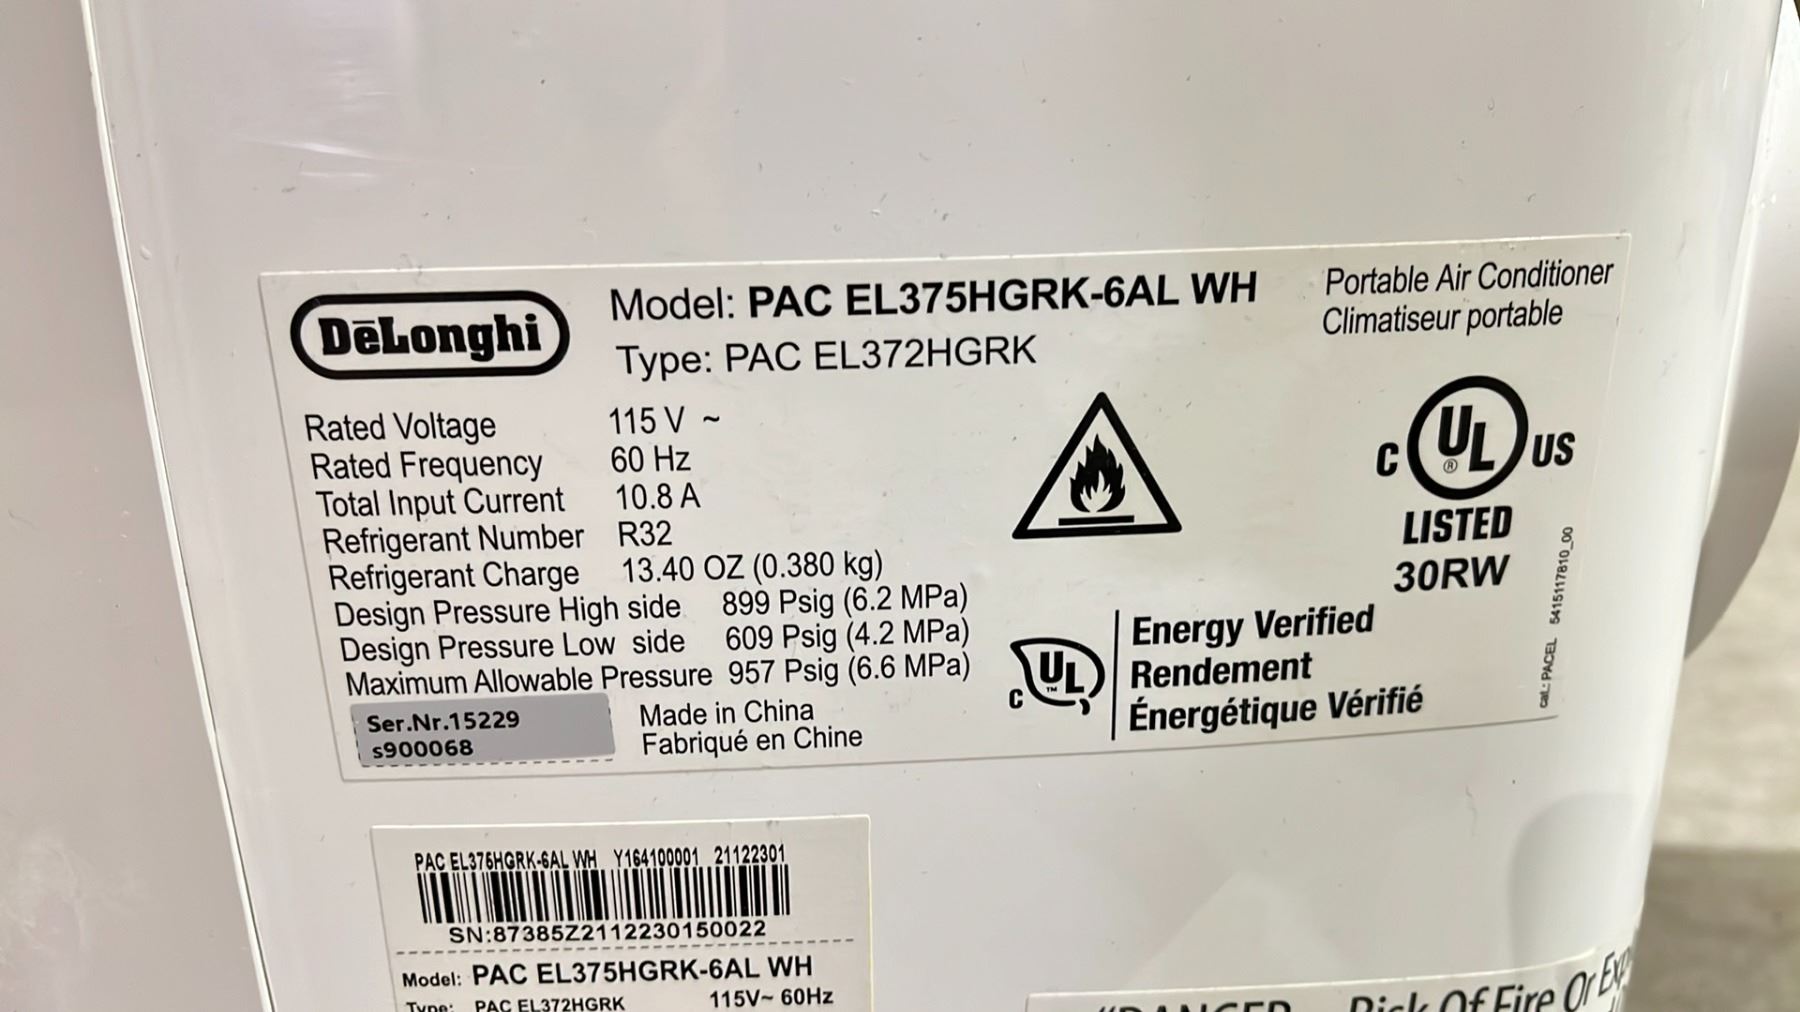 DēLonghi
Model: PAC EL375HGRK-6AL WH
Type: PAC EL372HGRK
Portable Air Conditioner
Climatiseur portable
Rated Voltage 115 V ~
Rated Frequency 60 Hz
Total Input Current 10.8 A
Refrigerant Number R32
Refrigerant Charge 13.40 OZ (0.380 kg)
Design Pressure High side 899 Psig (6.2 MPa)
Design Pressure Low side 609 Psig (4.2 MPa)
Maximum Allowable Pressure 957 Psig (6.6 MPa)
Ser.Nr.15229
s900068
Made in China
Fabriqué en Chine
C UL ® US
LISTED
30RW
C UL ™
Energy Verified
Rendement
Énergétique Vérifié
cat.: PACEL 5415117810_00
PAC EL375HGRK-6AL WH Y164100001 21122301
SN:87385Z2112230150022
Model: PAC EL375HGRK-6AL WH
Type: PAC EL372HGRK 115V~ 60Hz
"DANGER Risk Of Fire Or